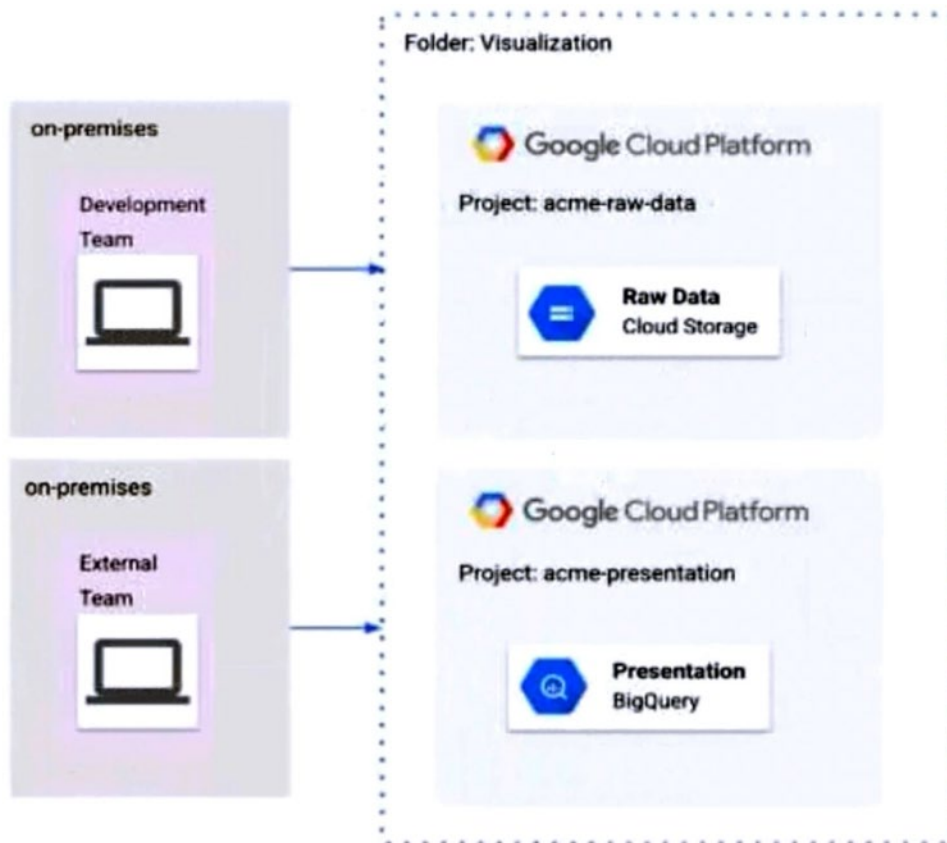 Folder: Visualization
on-premises
Development
Team
Google Cloud Platform
Project: acme-raw-data
Raw Data
Cloud Storage
on-premises
External
Team
Google Cloud Platform
Project: acme-presentation
Presentation
BigQuery